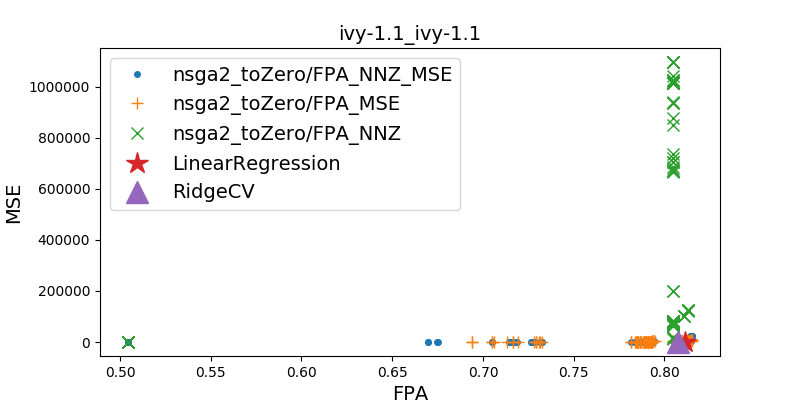 ivy-1.1_ivy-1.1
nsga2_toZero/FPA_NNZ_MSE
nsga2_toZero/FPA_MSE
nsga2_toZero/FPA_NNZ
LinearRegression
RidgeCV
MSE
1000000
800000
600000
400000
200000
0
0.50 0.55 0.60 0.65 0.70 0.75 0.80
FPA